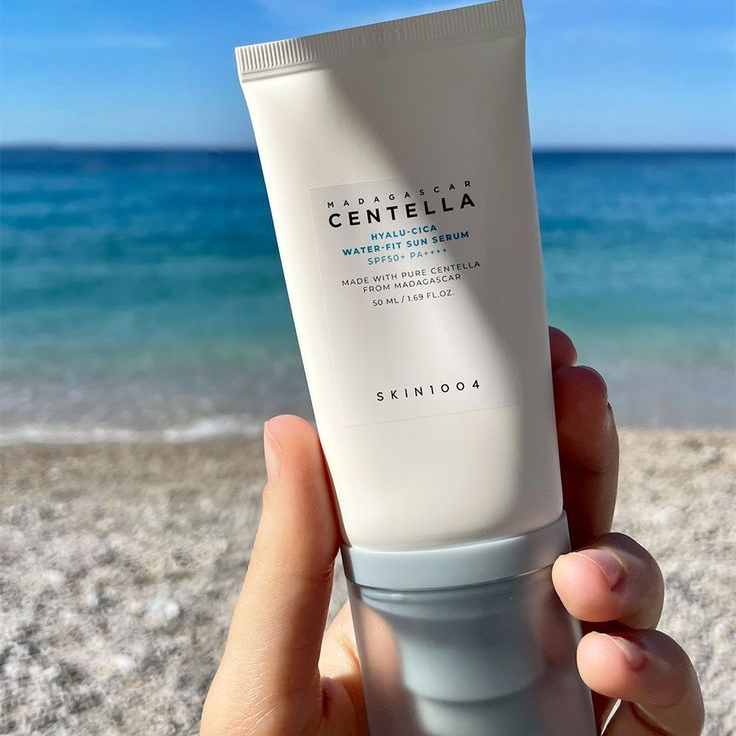 MADAGASCAR
CENTELLA
HYALU-CICA
WATER-FIT SUN SERUM
SPF50+ PA++++
MADE WITH PURE CENTELLA
FROM MADAGASCAR
50 ML / 1.69 FL.OZ.
SKIN1004